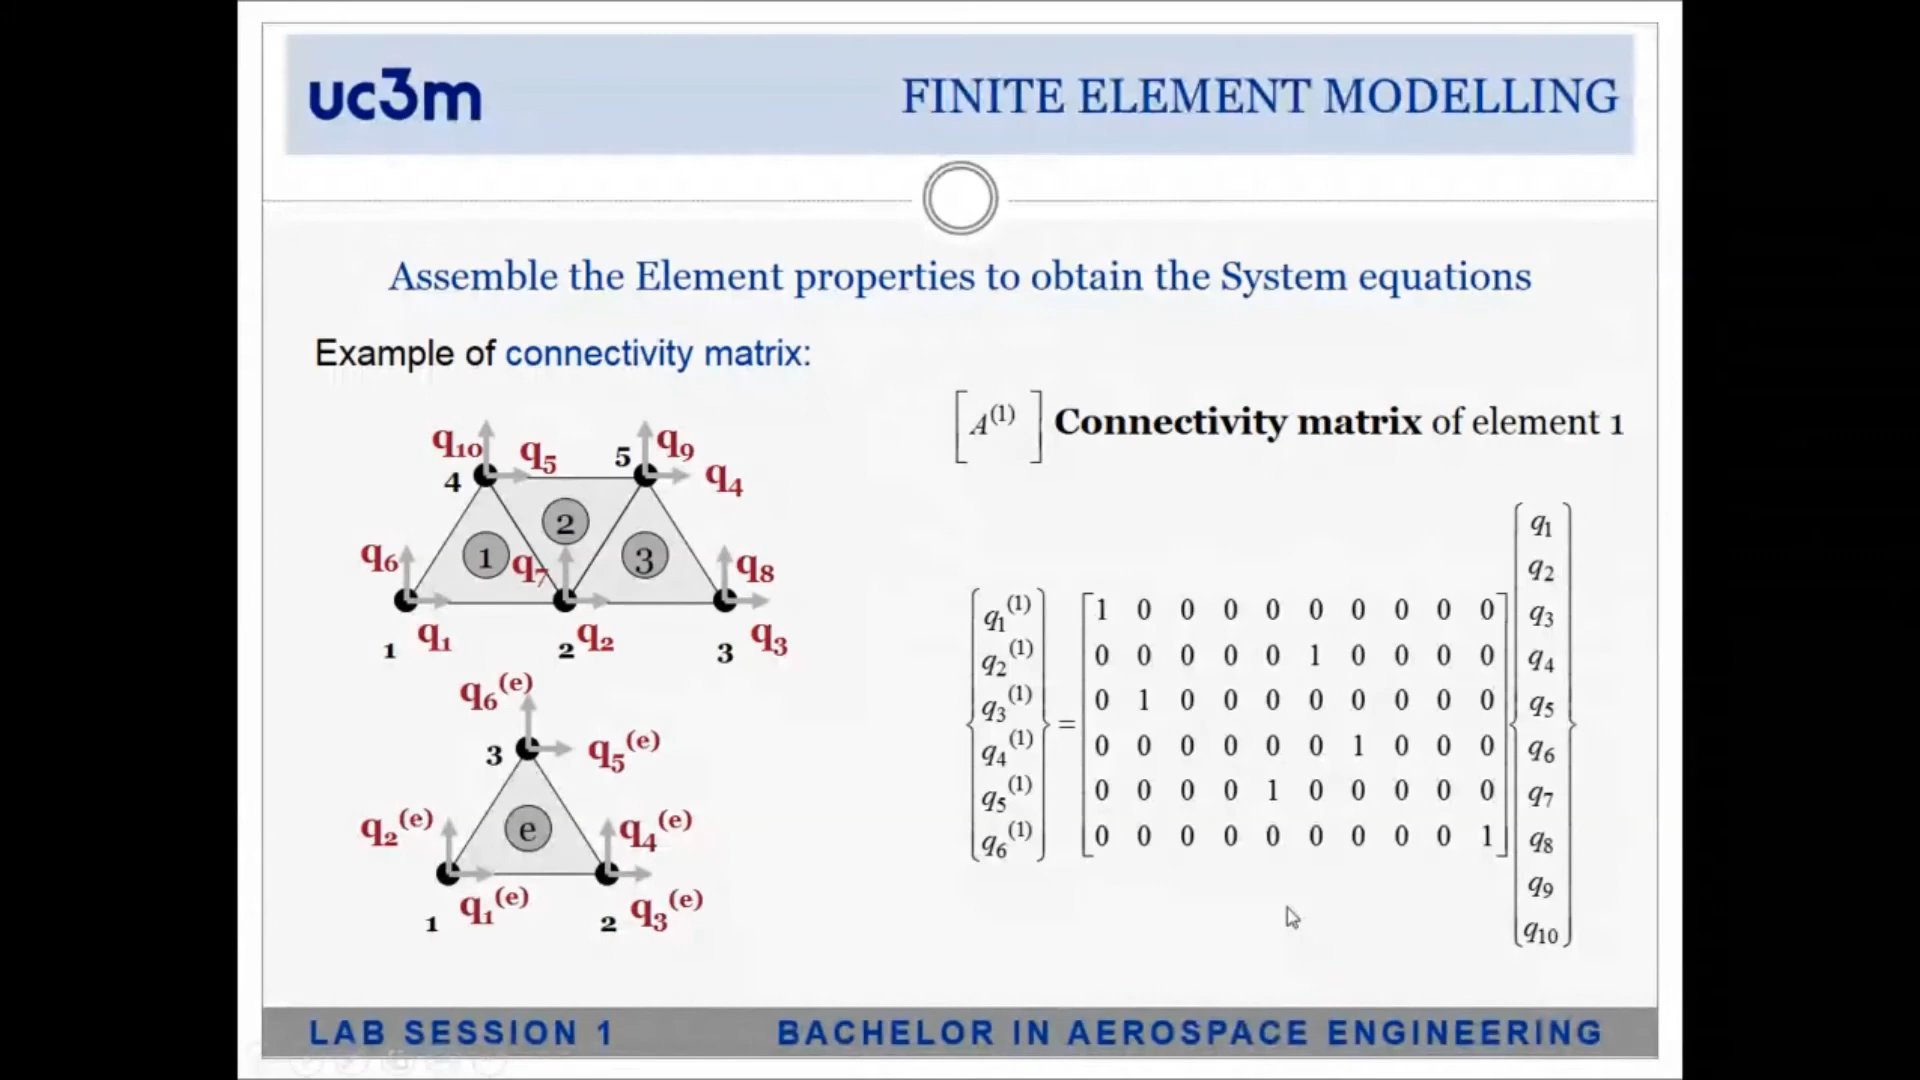 uc3m
FINITE ELEMENT MODELLING
Assemble the Element properties to obtain the System equations
Example of connectivity matrix:
[A⁽¹⁾] Connectivity matrix of element 1
q₁₀ q₅ 5 q₉
4 q₄
2
q₆ 1 q₇ 3 q₈
1 q₁ 2 q₂ 3 q₃
q₆⁽ᵉ⁾
3 q₅⁽ᵉ⁾
q₂⁽ᵉ⁾ e q₄⁽ᵉ⁾
1 q₁⁽ᵉ⁾ 2 q₃⁽ᵉ⁾
q₁⁽¹⁾ 1 0 0 0 0 0 0 0 0 0
q₂⁽¹⁾ 0 0 0 0 0 1 0 0 0 0
q₃⁽¹⁾ 0 1 0 0 0 0 0 0 0 0
=
q₄⁽¹⁾ 0 0 0 0 0 0 1 0 0 0
q₅⁽¹⁾ 0 0 0 0 1 0 0 0 0 0
q₆⁽¹⁾ 0 0 0 0 0 0 0 0 0 1
q₁
q₂
q₃
q₄
q₅
q₆
q₇
q₈
q₉
q₁₀
LAB SESSION 1
BACHELOR IN AEROSPACE ENGINEERING